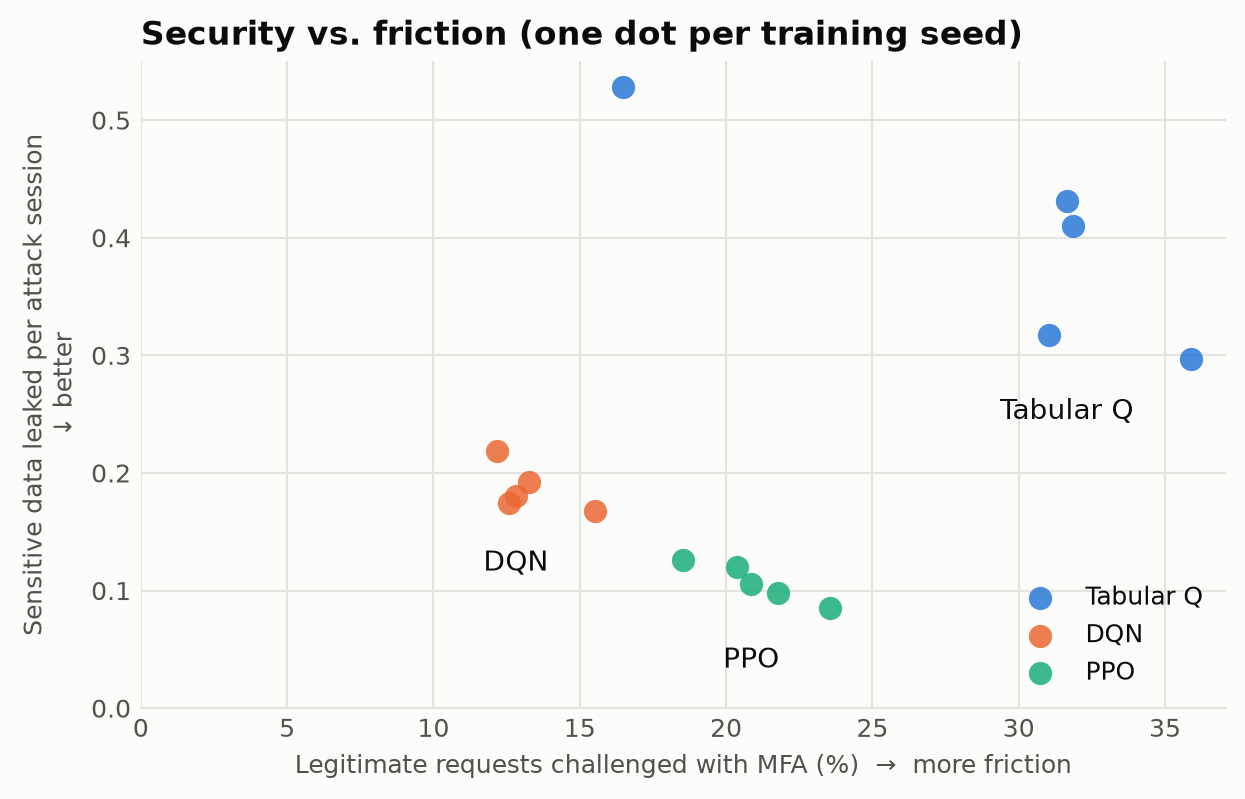 Security vs. friction (one dot per training seed)
Sensitive data leaked per attack session
↓ better
0.5
0.4
0.3
0.2
0.1
0.0
Tabular Q
DQN
PPO
Tabular Q
DQN
PPO
0 5 10 15 20 25 30 35
Legitimate requests challenged with MFA (%) → more friction